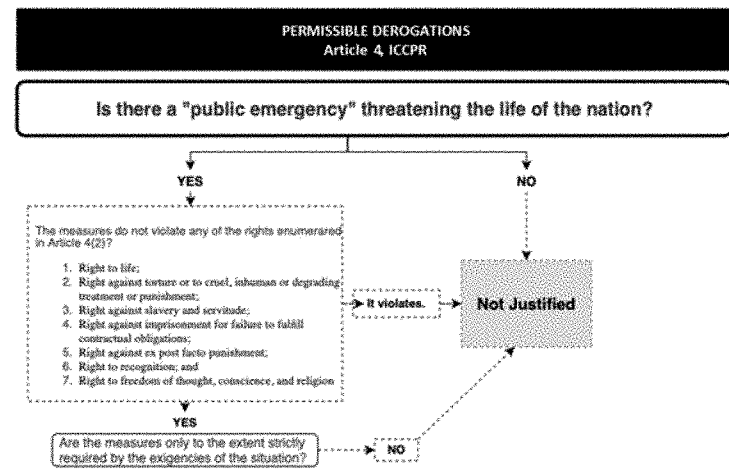 PERMISSIBLE DEROGATIONS
Article 4, ICCPR
Is there a "public emergency" threatening the life of the nation?
YES
NO
The measures do not violate any of the rights enumerared
in Article 4(2)?
1. Right to life;
2. Right against torture or to cruel, inhuman or degrading
treatment or punishment;
3. Right against slavery and servitude;
4. Right against imprisonment for failure to fulfill
contractual obligations;
5. Right against ex post facto punishment;
6. Right to recognition; and
7. Right to freedom of thought, conscience, and religion
It violates.
Not Justified
YES
Are the measures only to the extent strictly
required by the exigencies of the situation?
NO